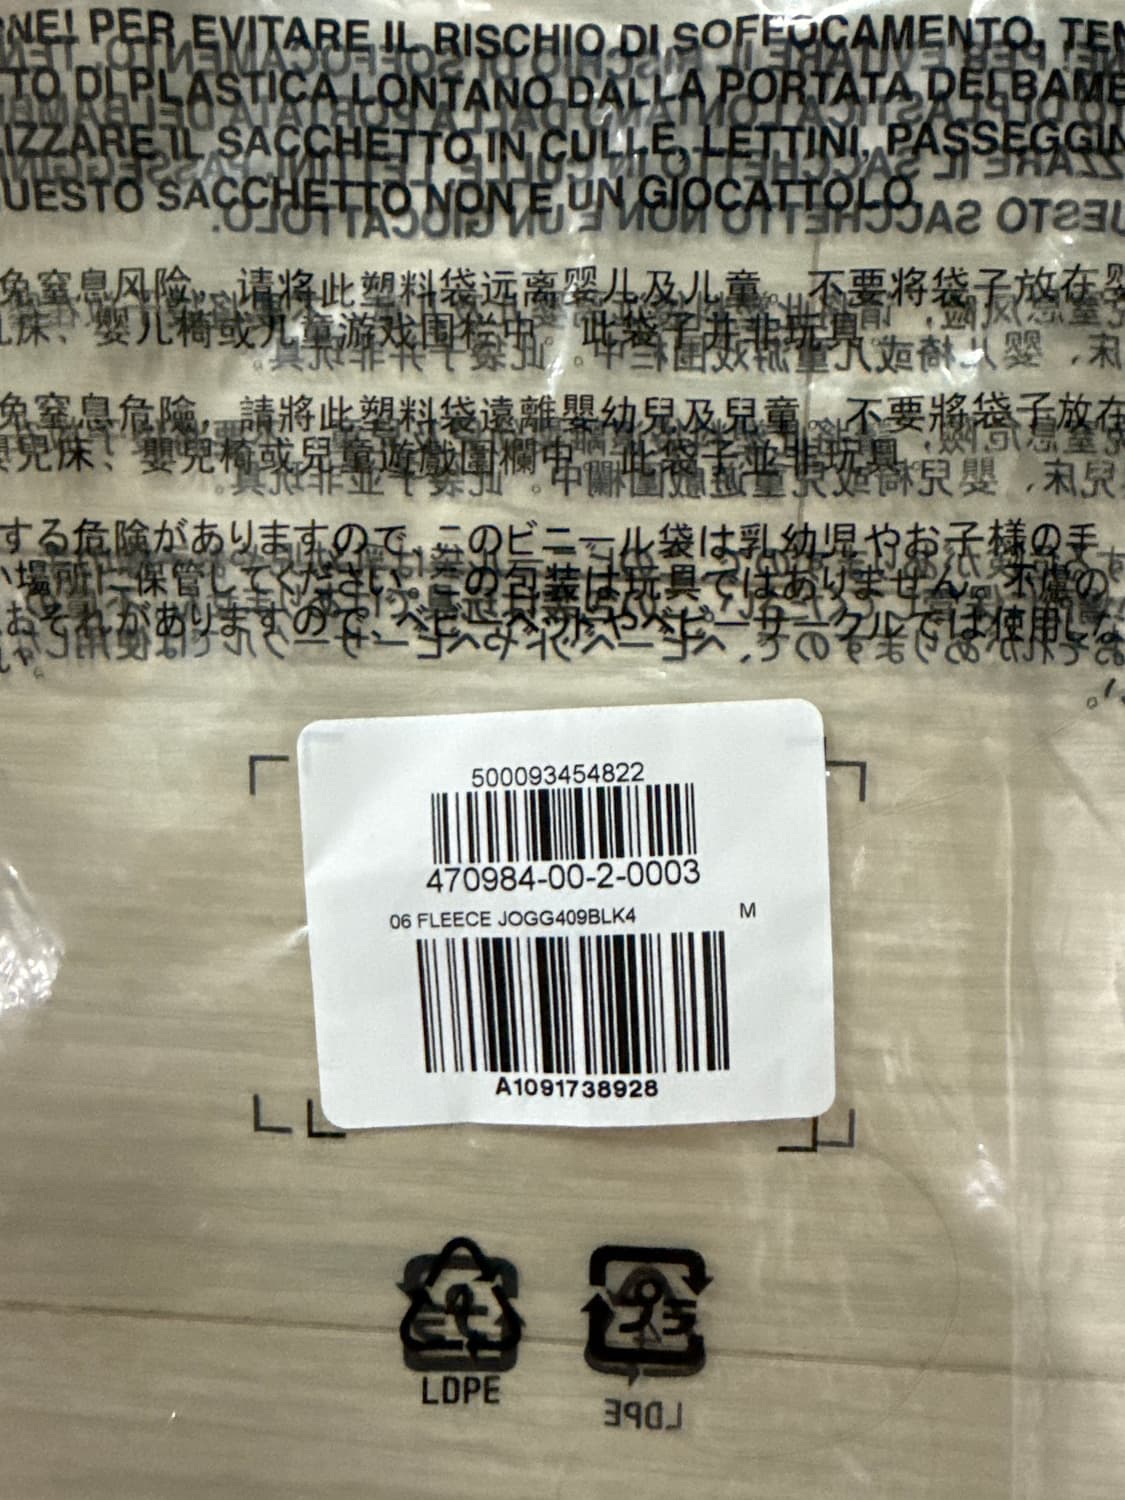 NE! PER EVITARE IL RISCHIO DI SOFFOCAMENTO, TEN
TO DI PLASTICA LONTANO DALLA PORTATA DEI BAMB
IZZARE IL SACCHETTO IN CULLE, LETTINI, PASSEGGIN
UESTO SACCHETTO NON E UN GIOCATTOLO.
免窒息风险，请将此塑料袋远离婴儿及儿童。不要将袋子放在婴
儿床、婴儿椅或儿童游戏围栏中。此袋子并非玩具。
免窒息危險，請將此塑料袋遠離嬰幼兒及兒童。不要將袋子放在
嬰兒床、嬰兒椅或兒童遊戲圍欄中。此袋子並非玩具。
する危険がありますので、このビニール袋は乳幼児やお子様の手
い場所に保管してください。この包装は玩具ではありません。不慮の
おそれがありますので、ベビーベットやベビーサークルでは使用しな
500093454822
470984-00-2-0003
06 FLEECE JOGG409BLK4 M
A1091738928
LDPE